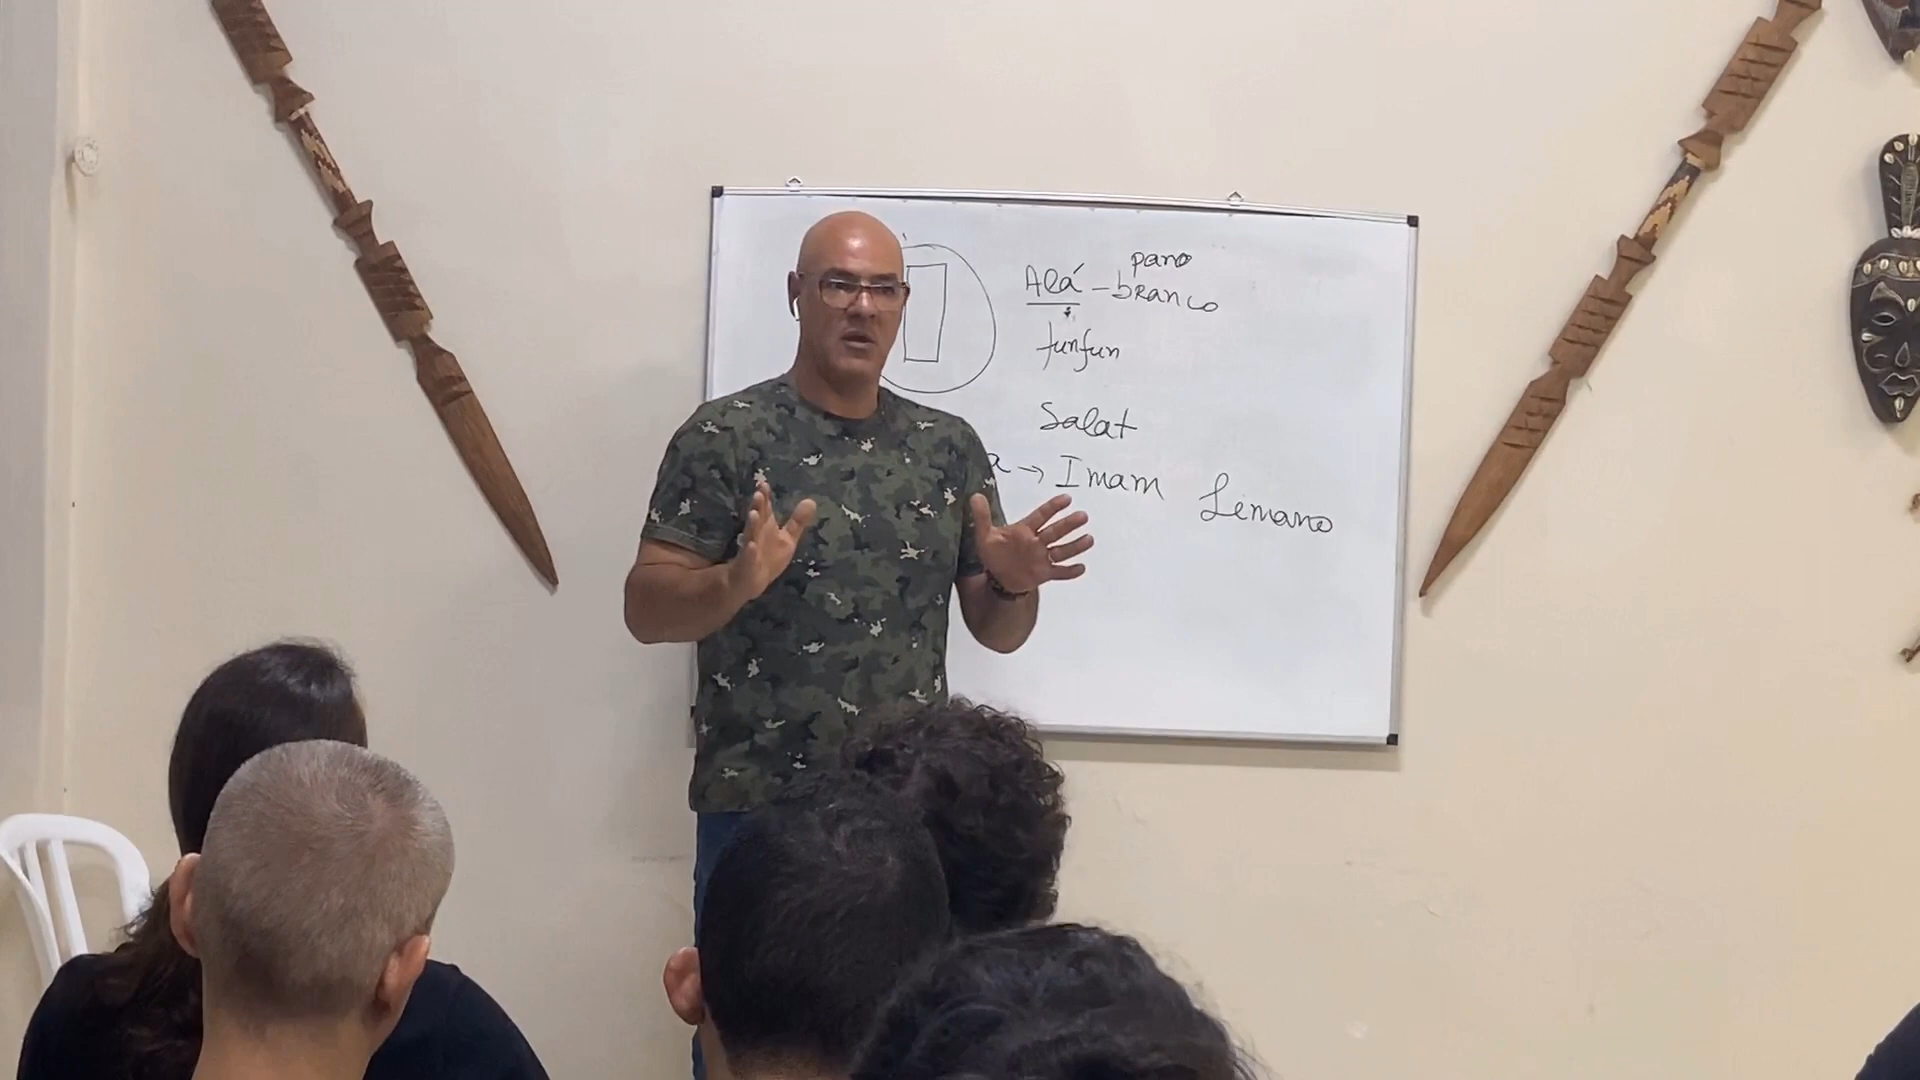 pano
Alá - branco
funfun
Salat
a → Imam Lemano